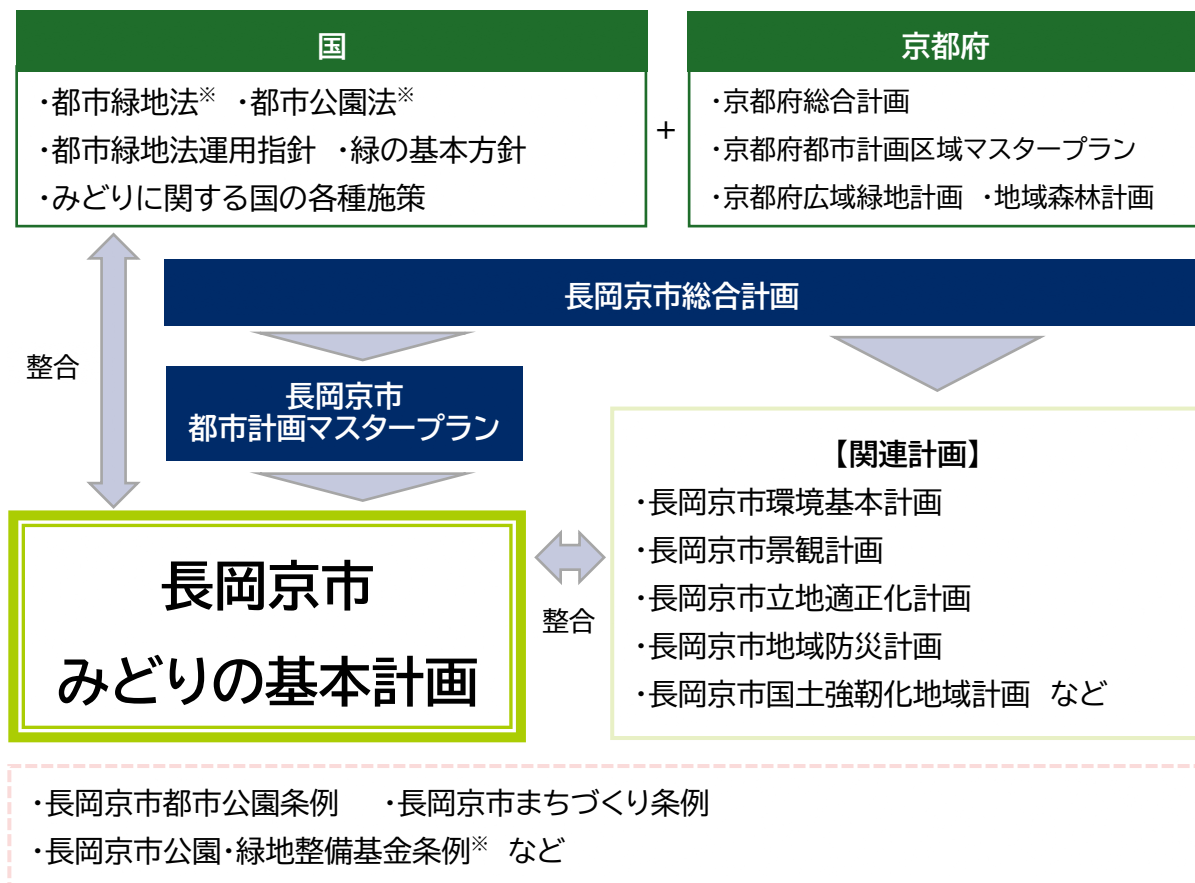 国
・都市緑地法※ ・都市公園法※
・都市緑地法運用指針 ・緑の基本方針
・みどりに関する国の各種施策
+
京都府
・京都府総合計画
・京都府都市計画区域マスタープラン
・京都府広域緑地計画 ・地域森林計画
長岡京市総合計画
整合
長岡京市
都市計画マスタープラン
長岡京市
みどりの基本計画
整合
【関連計画】
・長岡京市環境基本計画
・長岡京市景観計画
・長岡京市立地適正化計画
・長岡京市地域防災計画
・長岡京市国土強靭化地域計画 など
・長岡京市都市公園条例 ・長岡京市まちづくり条例
・長岡京市公園・緑地整備基金条例※ など